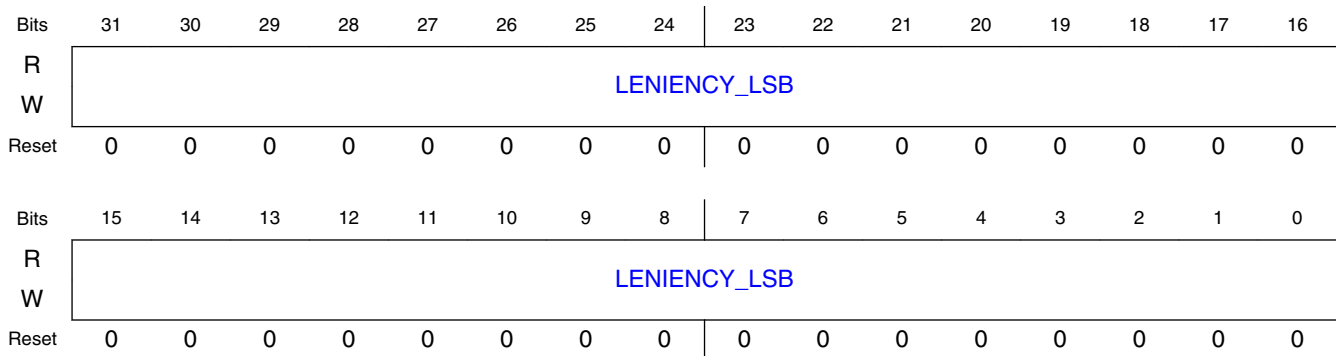 Bits 31 30 29 28 27 26 25 24 23 22 21 20 19 18 17 16
R
LENIENCY_LSB
W
Reset 0 0 0 0 0 0 0 0 0 0 0 0 0 0 0 0
Bits 15 14 13 12 11 10 9 8 7 6 5 4 3 2 1 0
R
LENIENCY_LSB
W
Reset 0 0 0 0 0 0 0 0 0 0 0 0 0 0 0 0